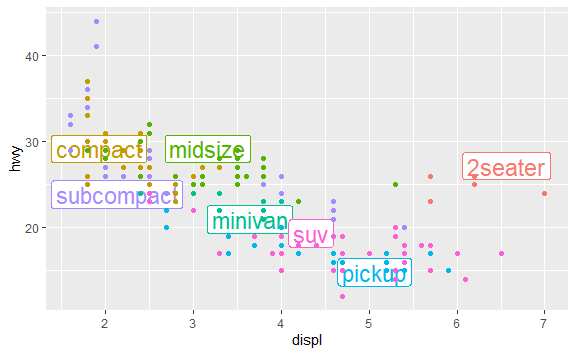 40
30
20
hwy
compact
midsize
2seater
subcompact
minivan
suv
pickup
2
3
4
5
6
7
displ